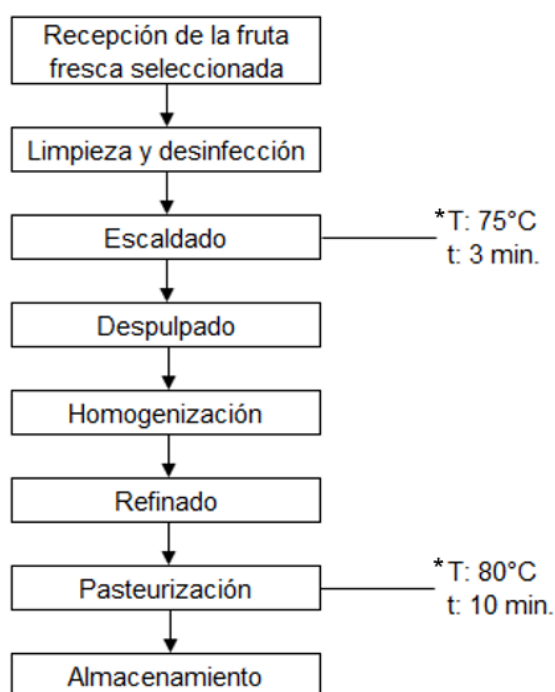 Recepción de la fruta
fresca seleccionada
Limpieza y desinfección
Escaldado
*T: 75°C
t: 3 min.
Despulpado
Homogenización
Refinado
Pasteurización
*T: 80°C
t: 10 min.
Almacenamiento